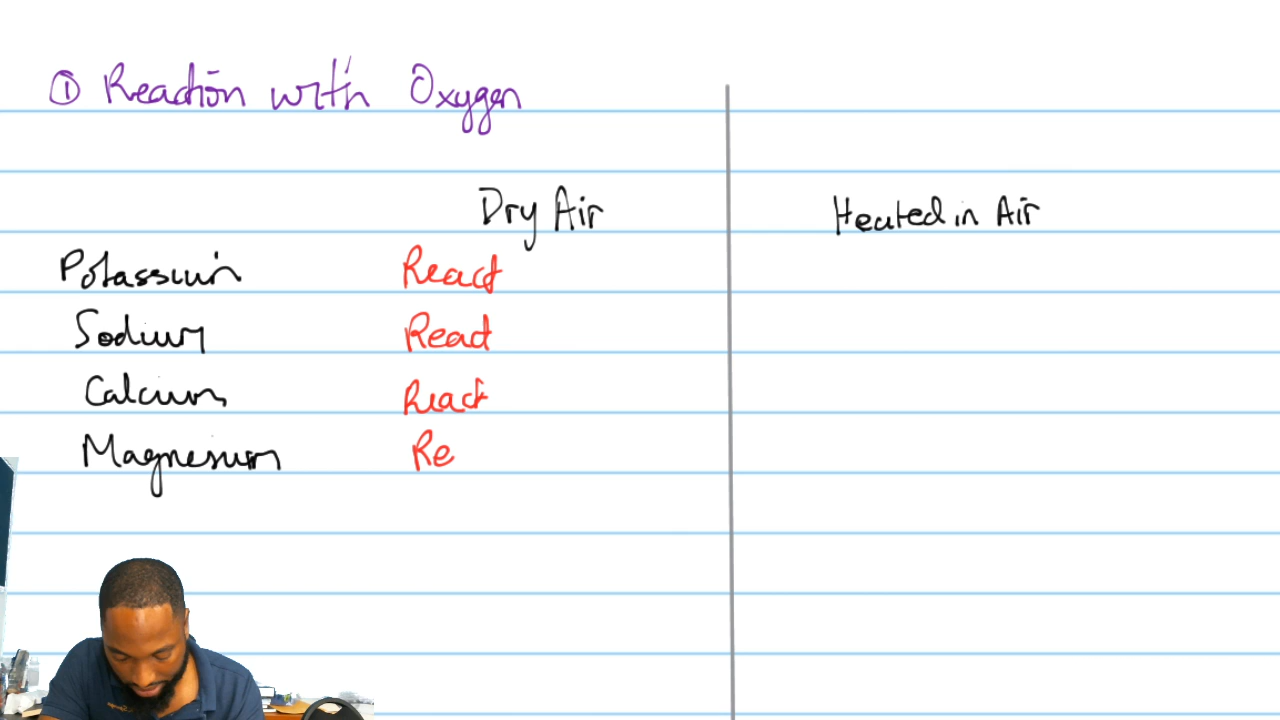 ① Reaction with Oxygen
Dry Air Heated in Air
Potassium React
Sodium React
Calcium React
Magnesium Re